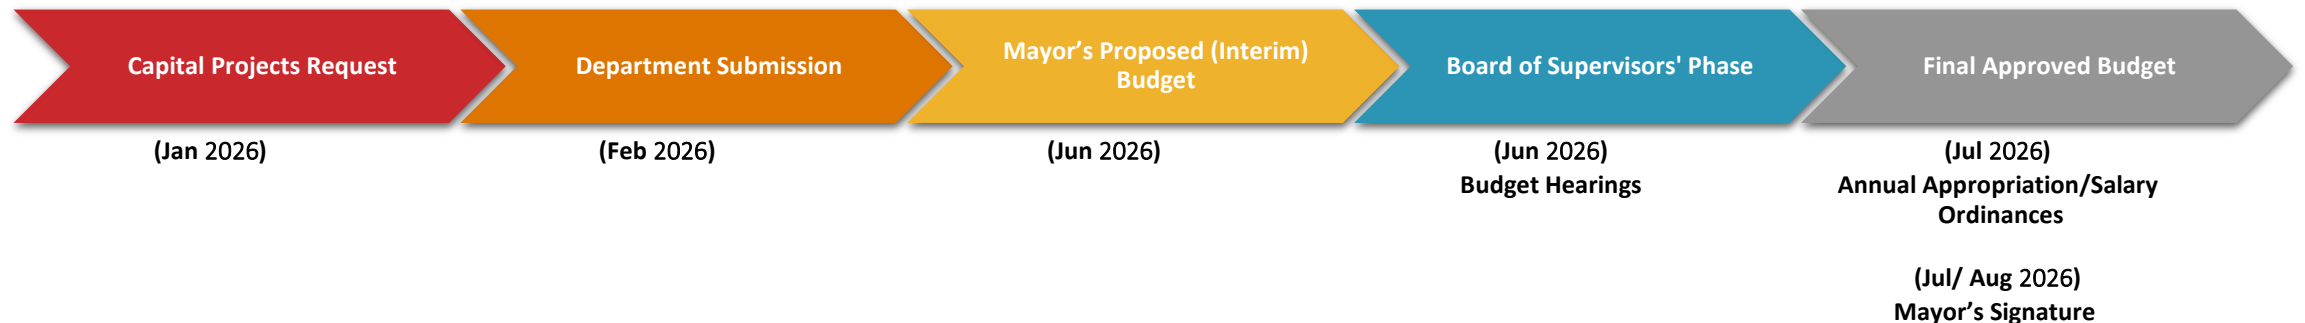 Capital Projects Request
Department Submission
Mayor’s Proposed (Interim)
Budget
Board of Supervisors' Phase
Final Approved Budget
(Jan 2026)
(Feb 2026)
(Jun 2026)
(Jun 2026)
Budget Hearings
(Jul 2026)
Annual Appropriation/Salary
Ordinances
(Jul/ Aug 2026)
Mayor’s Signature